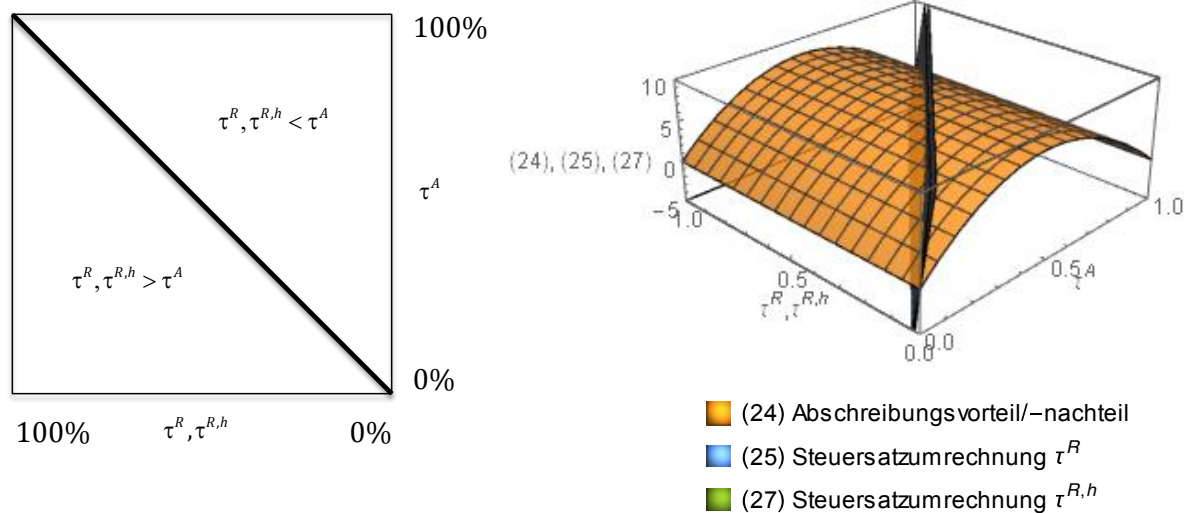 100%
τ^R, τ^{R,h} < τ^A
τ^A
τ^R, τ^{R,h} > τ^A
0%
100%
τ^R, τ^{R,h}
0%
10
5
(24), (25), (27)
0
−5
1.0
0.5
τ^R, τ^{R,h}
0.0
0.0
0.5
τ^A
1.0
(24) Abschreibungsvorteil/−nachteil
(25) Steuersatzumrechnung τ^R
(27) Steuersatzumrechnung τ^{R,h}